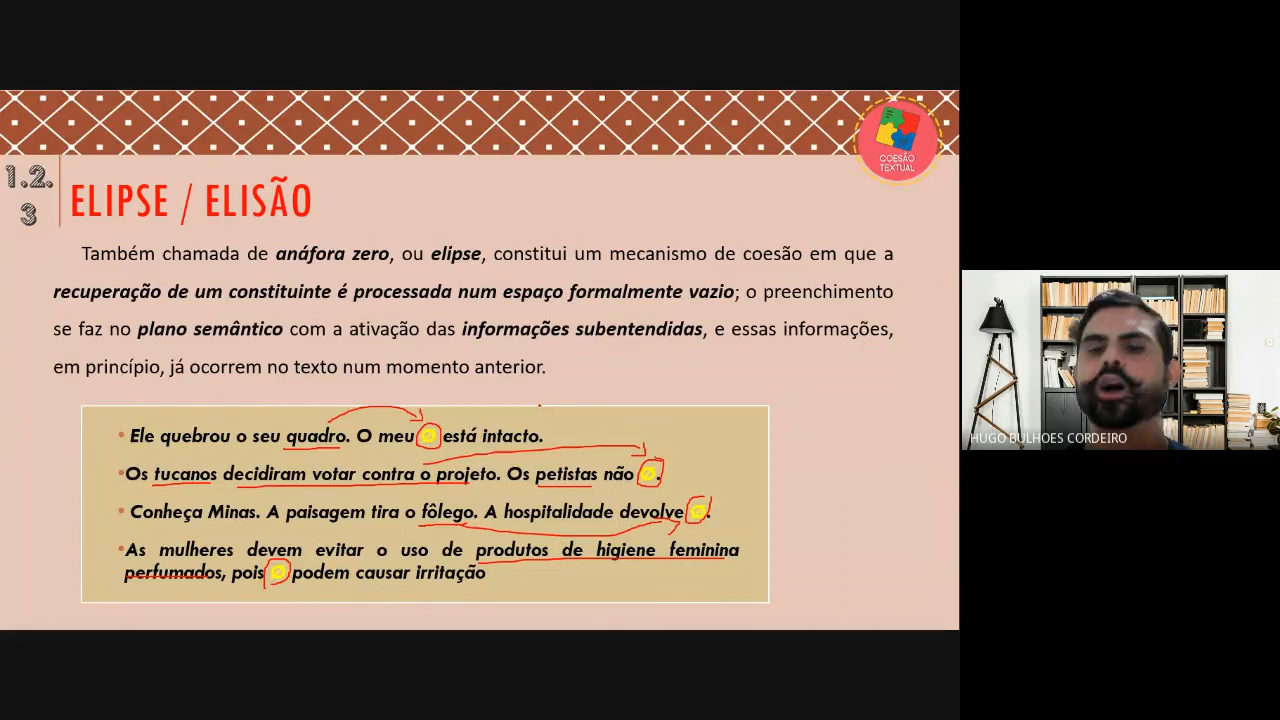 COESÃO
TEXTUAL
1.2.
3
ELIPSE / ELISÃO
Também chamada de anáfora zero, ou elipse, constitui um mecanismo de coesão em que a
recuperação de um constituinte é processada num espaço formalmente vazio; o preenchimento
se faz no plano semântico com a ativação das informações subentendidas, e essas informações,
em princípio, já ocorrem no texto num momento anterior.
• Ele quebrou o seu quadro. O meu Ø está intacto.
•Os tucanos decidiram votar contra o projeto. Os petistas não Ø.
• Conheça Minas. A paisagem tira o fôlego. A hospitalidade devolve Ø.
•As mulheres devem evitar o uso de produtos de higiene feminina
perfumados, pois Ø podem causar irritação
HUGO BULHOES CORDEIRO